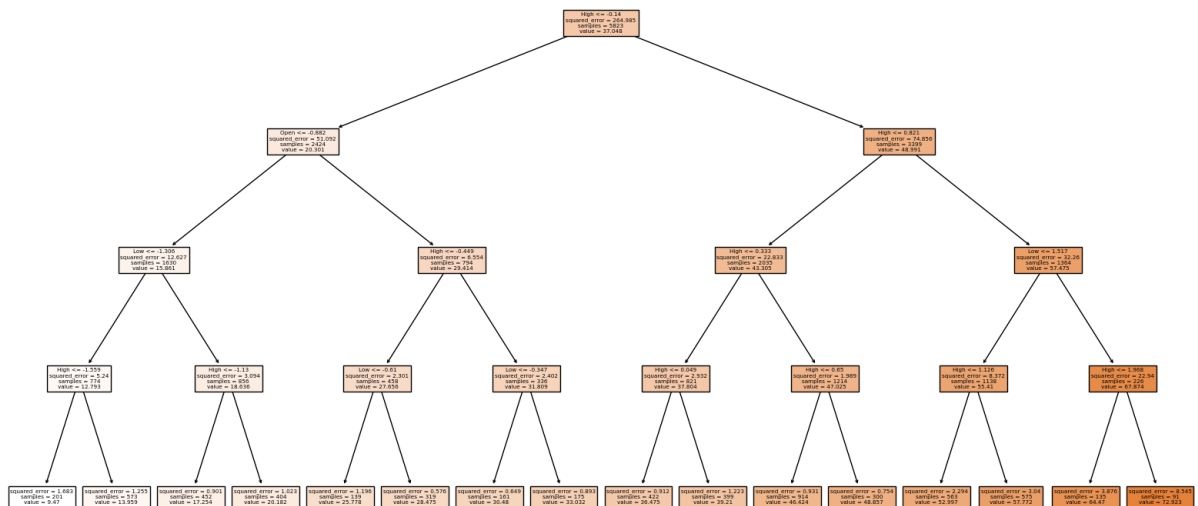 High <= -0.14
squared_error = 264.985
samples = 5823
value = 37.048
Open <= -0.882
squared_error = 51.092
samples = 2424
value = 20.301
High <= 0.821
squared_error = 74.856
samples = 3399
value = 48.991
Low <= -1.306
squared_error = 12.627
samples = 1630
value = 15.861
High <= -0.449
squared_error = 6.554
samples = 794
value = 29.414
High <= 0.333
squared_error = 22.833
samples = 2035
value = 43.305
Low <= 1.517
squared_error = 32.26
samples = 1364
value = 57.475
High <= -1.559
squared_error = 5.24
samples = 774
value = 12.793
High <= -1.13
squared_error = 3.094
samples = 856
value = 18.636
Low <= -0.61
squared_error = 2.301
samples = 458
value = 27.656
Low <= -0.347
squared_error = 2.402
samples = 336
value = 31.809
High <= 0.049
squared_error = 2.932
samples = 821
value = 37.804
High <= 0.65
squared_error = 1.989
samples = 1214
value = 47.025
High <= 1.126
squared_error = 8.372
samples = 1138
value = 55.41
High <= 1.968
squared_error = 22.94
samples = 226
value = 67.874
squared_error = 1.683
samples = 201
value = 9.47
squared_error = 1.255
samples = 573
value = 13.959
squared_error = 0.901
samples = 452
value = 17.254
squared_error = 1.023
samples = 404
value = 20.182
squared_error = 1.196
samples = 139
value = 25.778
squared_error = 0.576
samples = 319
value = 28.475
squared_error = 0.649
samples = 161
value = 30.48
squared_error = 0.893
samples = 175
value = 33.032
squared_error = 0.912
samples = 422
value = 36.475
squared_error = 1.223
samples = 399
value = 39.21
squared_error = 0.931
samples = 914
value = 46.424
squared_error = 0.754
samples = 300
value = 48.857
squared_error = 2.294
samples = 563
value = 52.997
squared_error = 3.04
samples = 575
value = 57.772
squared_error = 3.876
samples = 135
value = 64.47
squared_error = 8.545
samples = 91
value = 72.923